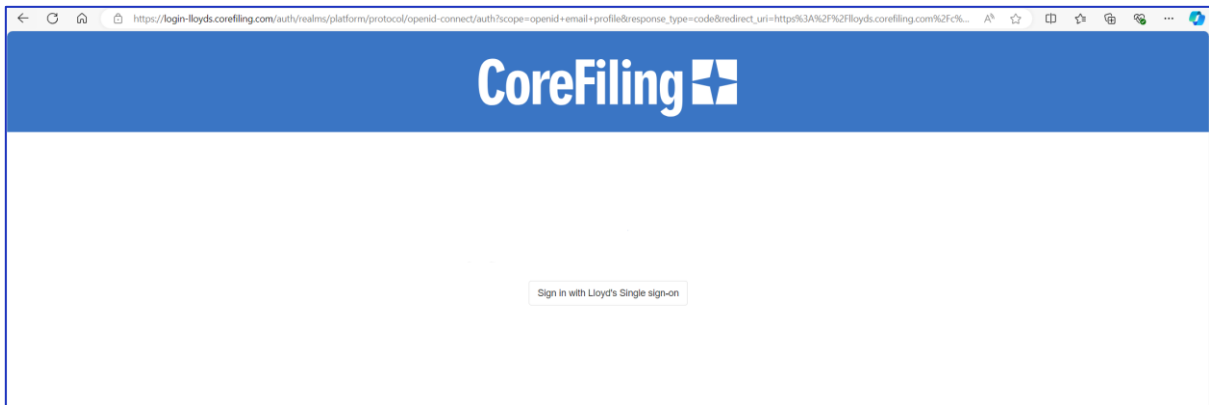 https://login-lloyds.corefiling.com/auth/realms/platform/protocol/openid-connect/auth?scope=openid+email+profile&response_type=code&redirect_uri=https%3A%2F%2Flloyds.corefiling.com%2Fc%...
CoreFiling
Sign in with Lloyd's Single sign-on